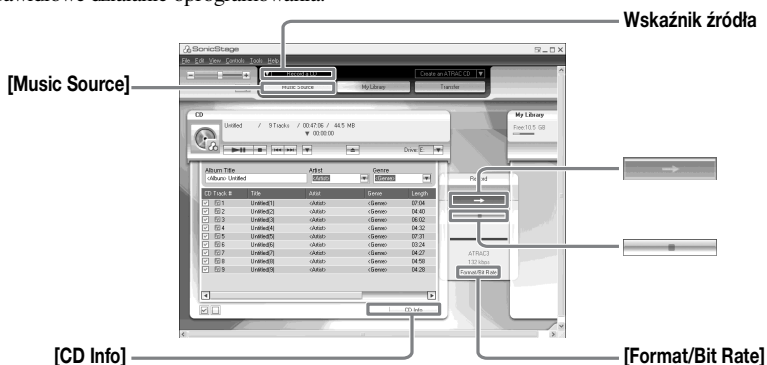 Wskaźnik źródła
SonicStage
File Edit View Controls Tools Help
Record a CD
Create an ATRAC CD
[Music Source]
Music Source
My Library
Transfer
CD
My Library
Untitled / 9 Tracks / 00:47:06 / 44.5 MB
00:00:00
Free:10.5 GB
Drive E:
Album Title Artist Genre
<Album> Untitled <Artist> <Genre>
Record
CD Track # Title Artist Genre Length
1 Untitled(1) <Artist> <Genre> 07:04
2 Untitled(2) <Artist> <Genre> 04:40
3 Untitled(3) <Artist> <Genre> 06:02
4 Untitled(4) <Artist> <Genre> 04:32
5 Untitled(5) <Artist> <Genre> 07:31
6 Untitled(6) <Artist> <Genre> 03:24
7 Untitled(7) <Artist> <Genre> 04:27
8 Untitled(8) <Artist> <Genre> 04:58
9 Untitled(9) <Artist> <Genre> 04:28
ATRAC3
132 kbps
Format/Bit Rate
CD Info
[CD Info]
[Format/Bit Rate]